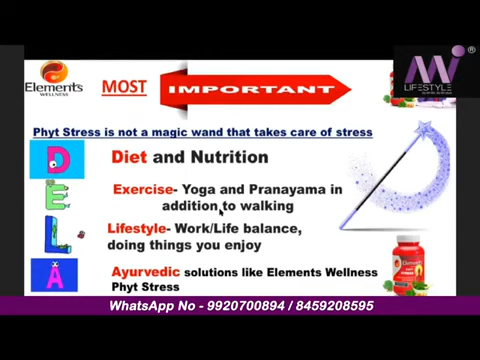 Elements
WELLNESS
MOST
IMPORTANT
LIFESTYLE
Phyt Stress is not a magic wand that takes care of stress
D
Diet and Nutrition
E
Exercise- Yoga and Pranayama in
addition to walking
L
Lifestyle- Work/Life balance,
doing things you enjoy
A
Ayurvedic solutions like Elements Wellness
Phyt Stress
WhatsApp No - 9920700894 / 8459208595